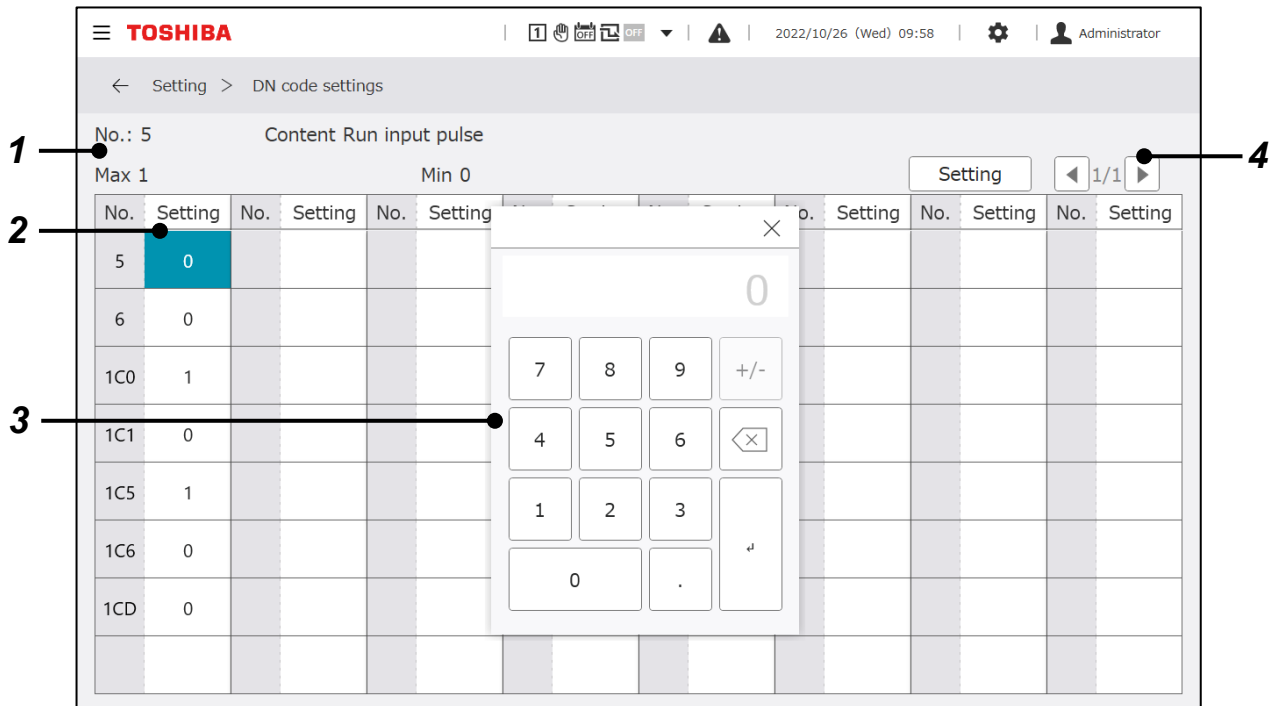 TOSHIBA 1 OFF OFF 2022/10/26 (Wed) 09:58 Administrator
← Setting > DN code settings
1 No.: 5 Content Run input pulse
4
Max 1 Min 0 Setting 1/1
No. Setting No. Setting No. Setting No. Setting No. Setting No. Setting
2
5 0
0
6 0
7 8 9 +/-
1C0 1
3
1C1 0
4 5 6
1C5 1
1 2 3
1C6 0
0 .
1CD 0